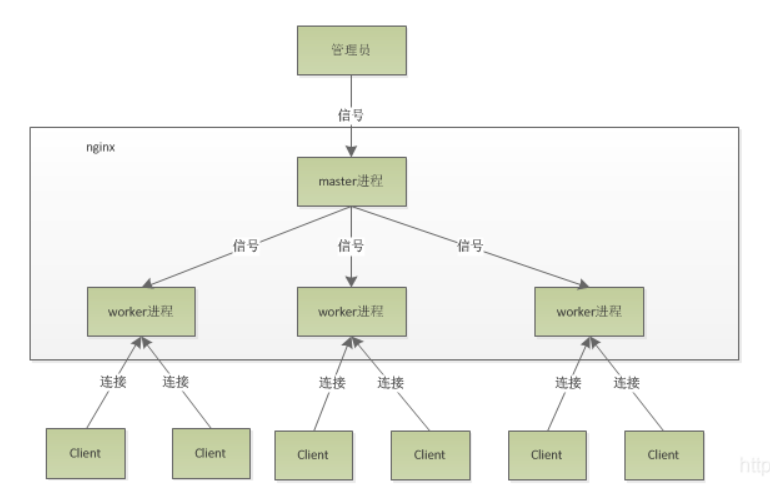 管理员
信号
nginx
master进程
信号 信号 信号
worker进程 worker进程 worker进程
连接 连接 连接 连接 连接 连接
Client Client Client Client Client Client
http